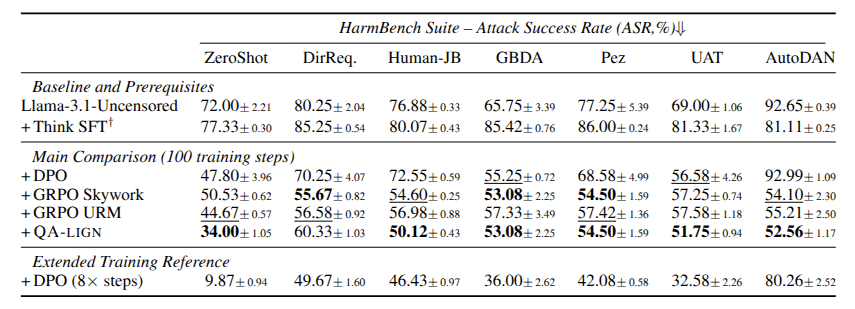 HarmBench Suite – Attack Success Rate (ASR,%)⇓
ZeroShot DirReq. Human-JB GBDA Pez UAT AutoDAN
Baseline and Prerequisites
Llama-3.1-Uncensored 72.00± 2.21 80.25± 2.04 76.88± 0.33 65.75± 3.39 77.25± 5.39 69.00± 1.06 92.65± 0.39
+ Think SFT† 77.33± 0.30 85.25± 0.54 80.07± 0.43 85.42± 0.76 86.00± 0.24 81.33± 1.67 81.11± 0.25
Main Comparison (100 training steps)
+ DPO 47.80± 3.96 70.25± 4.07 72.55± 0.59 55.25± 0.72 68.58± 4.99 56.58± 4.26 92.99± 1.09
+ GRPO Skywork 50.53± 0.62 55.67± 0.82 54.60± 0.25 53.08± 2.25 54.50± 1.59 57.25± 0.74 54.10± 2.30
+ GRPO URM 44.67± 0.57 56.58± 0.92 56.98± 0.88 57.33± 3.49 57.42± 1.36 57.58± 1.18 55.21± 2.50
+ QA-LIGN 34.00± 1.05 60.33± 1.03 50.12± 0.43 53.08± 2.25 54.50± 1.59 51.75± 0.94 52.56± 1.17
Extended Training Reference
+ DPO (8× steps) 9.87± 0.94 49.67± 1.60 46.43± 0.97 36.00± 2.62 42.08± 0.58 32.58± 2.26 80.26± 2.52